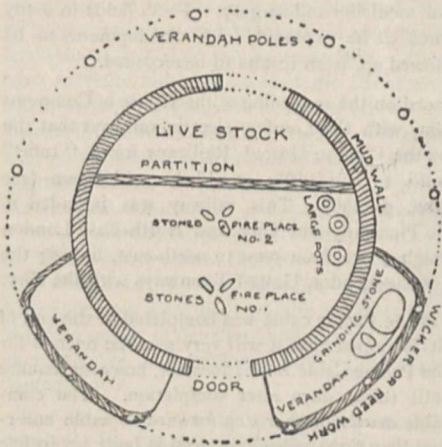 VERANDAH POLES
LIVE STOCK
PARTITION
MUD WALL
STONES
FIRE PLACE
NO. 2
LARGE POTS
STONES
FIRE PLACE
NO 1
VERANDAH
DOOR
VERANDAH
GRINDING STONE
WICKER OR REED WORK